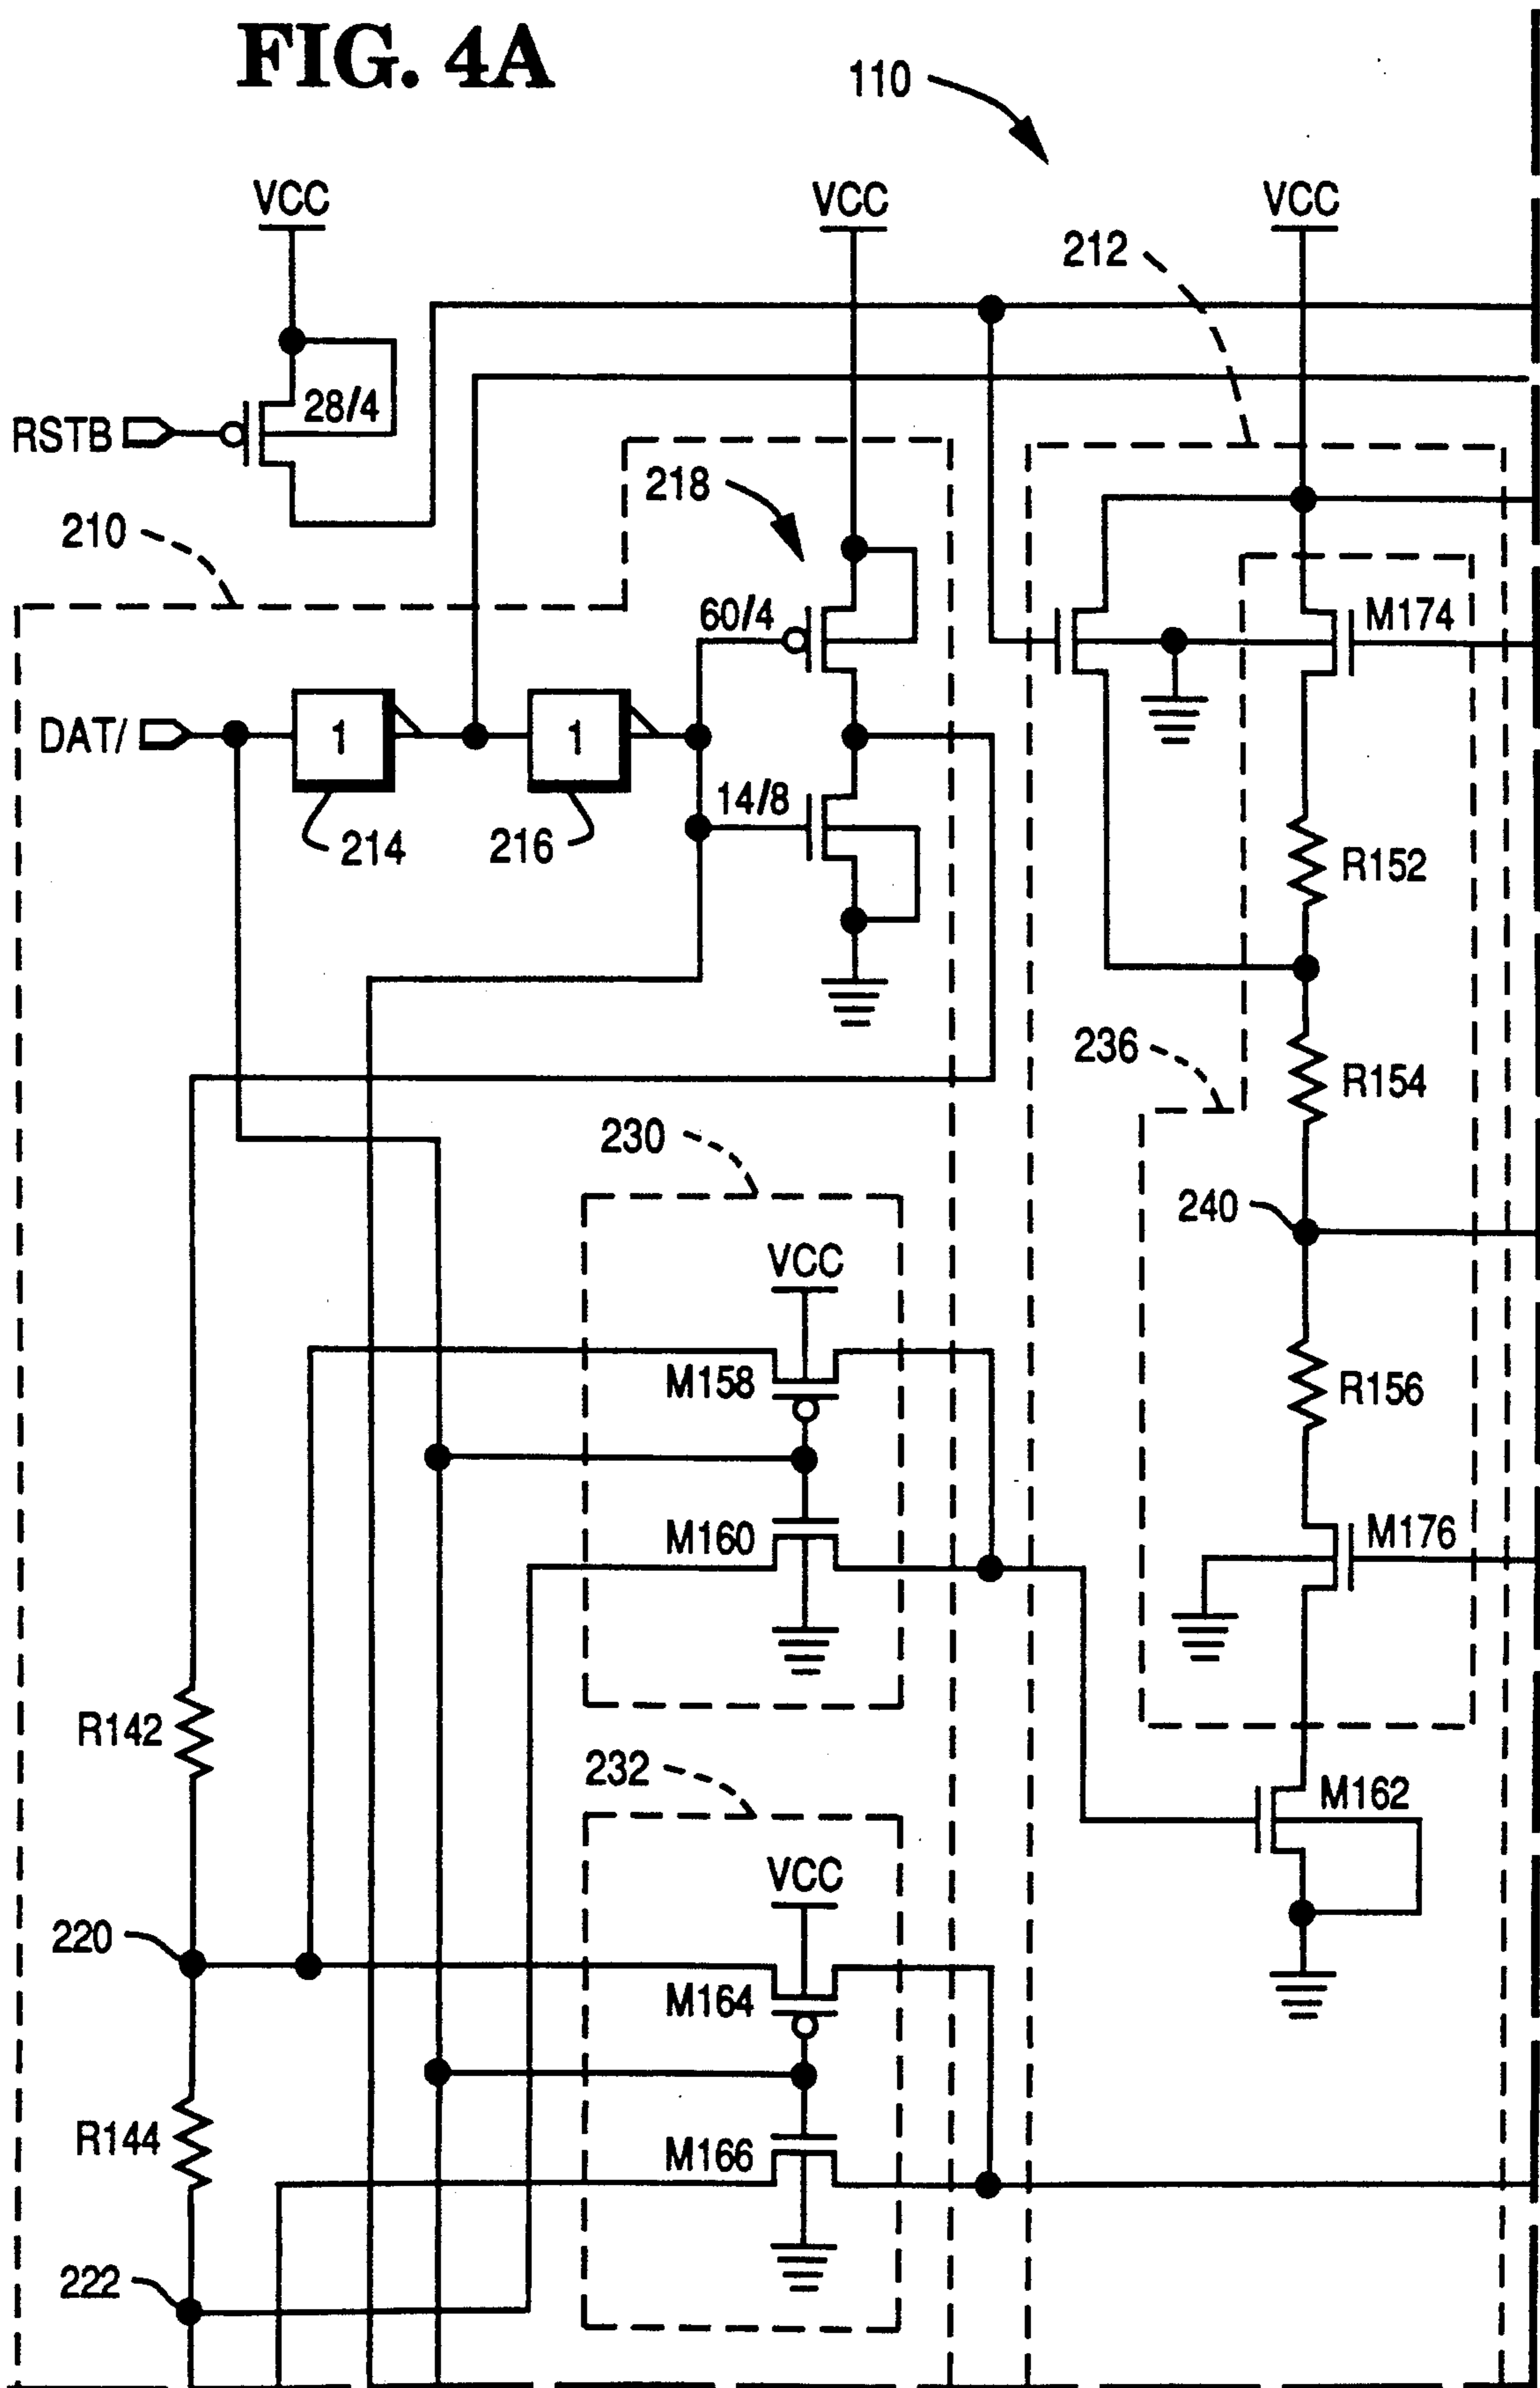 FIG. 4A
110
VCC
VCC
VCC
212
28/4
RSTB
218
210
60/4
M174
DAT/
1
1
14/8
214
216
R152
236
R154
230
240
VCC
M158
R156
M160
M176
R142
232
M162
VCC
220
M164
R144
M166
222